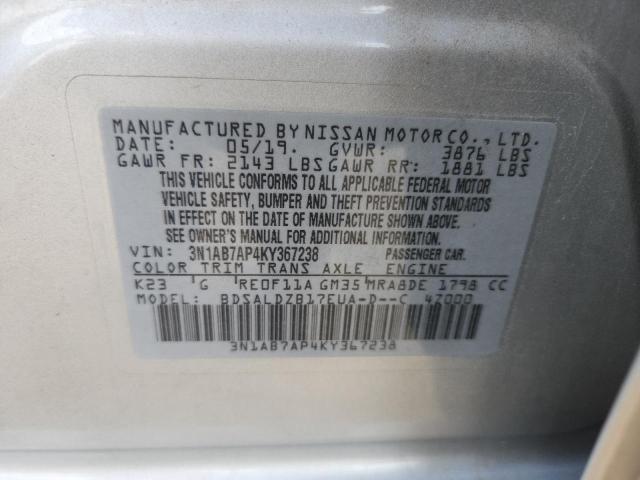 MANUFACTURED BY NISSAN MOTOR CO., LTD.
DATE: 05/19. GVWR: 3876 LBS
GAWR FR: 2143 LBS GAWR RR: 1881 LBS
THIS VEHICLE CONFORMS TO ALL APPLICABLE FEDERAL MOTOR
VEHICLE SAFETY, BUMPER AND THEFT PREVENTION STANDARDS
IN EFFECT ON THE DATE OF MANUFACTURE SHOWN ABOVE.
SEE OWNER'S MANUAL FOR ADDITIONAL INFORMATION.
VIN: 3N1AB7AP4KY367238 PASSENGER CAR.
COLOR TRIM TRANS AXLE ENGINE
K23 G RE0F11A GM35 MRA8DE 1798 CC
MODEL: BDSALDZB17EUA-D--C 4Z000
3N1AB7AP4KY367238